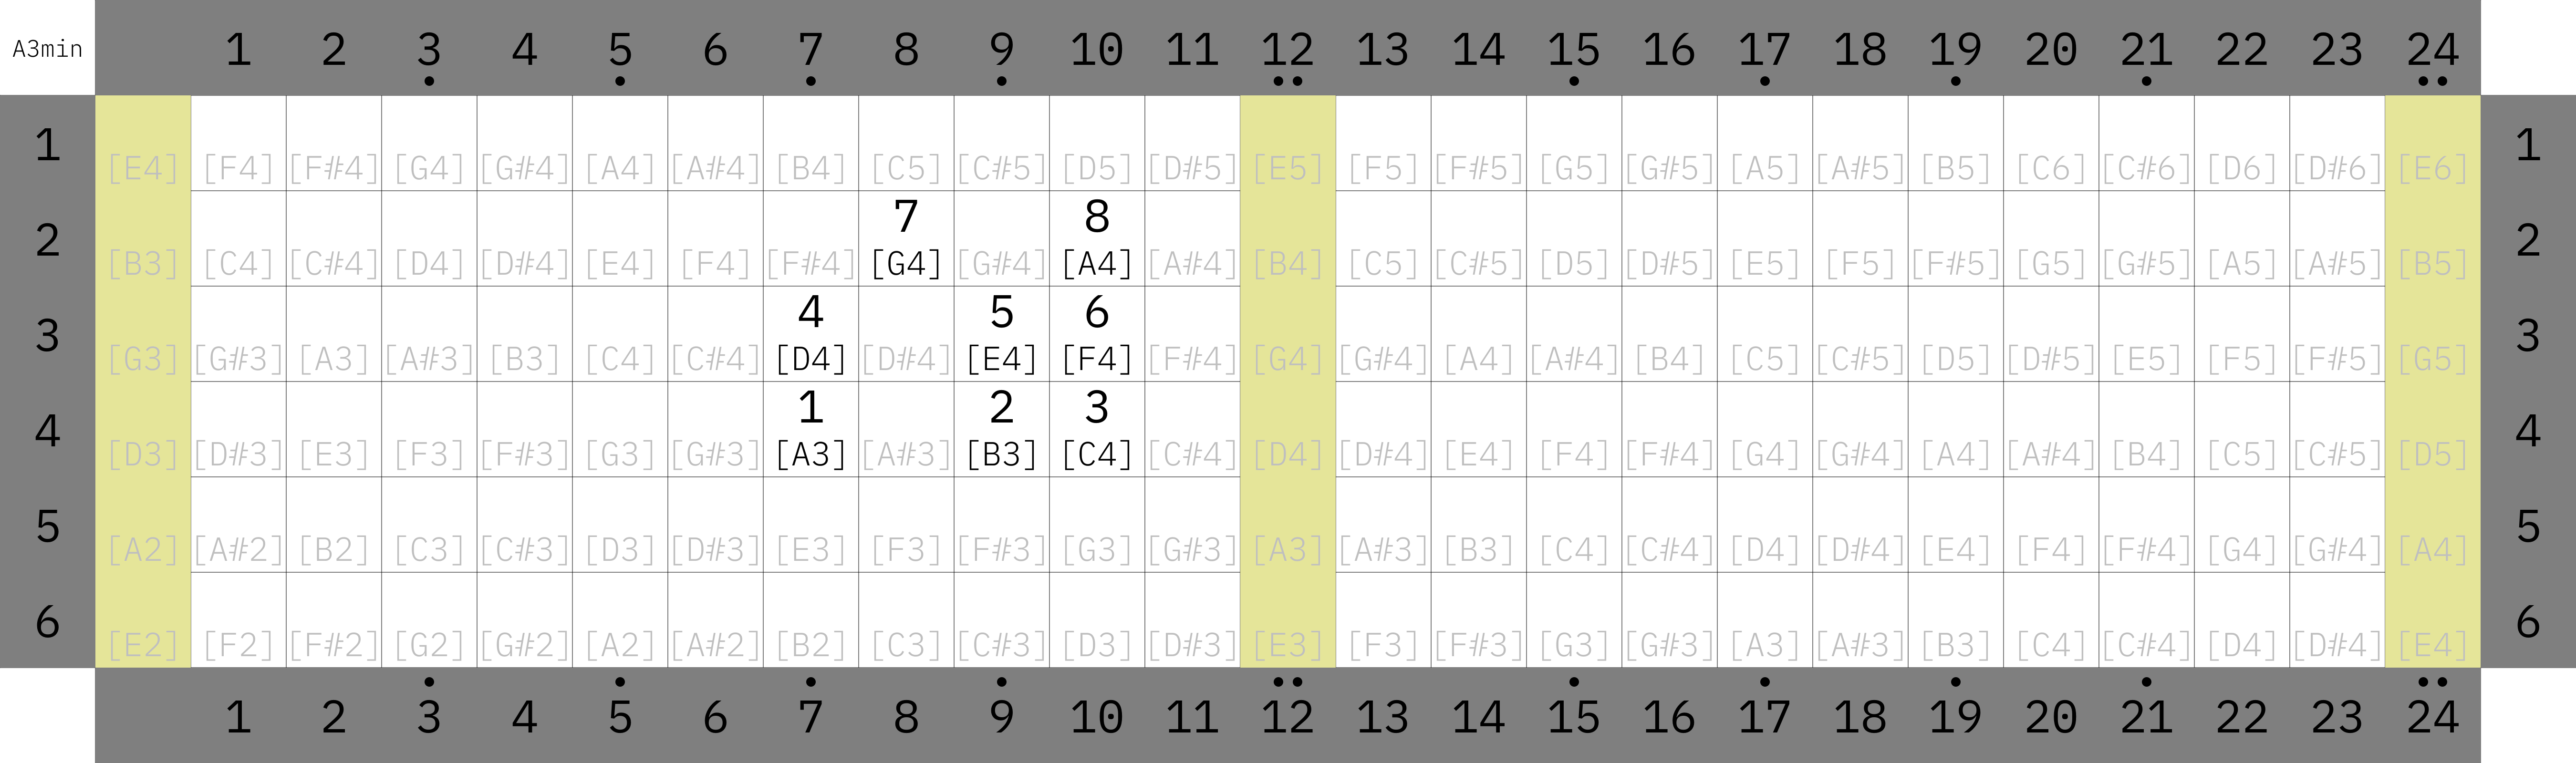 A3min
1 2 3 4 5 6 7 8 9 10 11 12 13 14 15 16 17 18 19 20 21 22 23 24
1 [E4] [F4] [F#4] [G4] [G#4] [A4] [A#4] [B4] [C5] [C#5] [D5] [D#5] [E5] [F5] [F#5] [G5] [G#5] [A5] [A#5] [B5] [C6] [C#6] [D6] [D#6] [E6] 1
7 8
2 [B3] [C4] [C#4] [D4] [D#4] [E4] [F4] [F#4] [G4] [G#4] [A4] [A#4] [B4] [C5] [C#5] [D5] [D#5] [E5] [F5] [F#5] [G5] [G#5] [A5] [A#5] [B5] 2
4 5 6
3 [G3] [G#3] [A3] [A#3] [B3] [C4] [C#4] [D4] [D#4] [E4] [F4] [F#4] [G4] [G#4] [A4] [A#4] [B4] [C5] [C#5] [D5] [D#5] [E5] [F5] [F#5] [G5] 3
1 2 3
4 [D3] [D#3] [E3] [F3] [F#3] [G3] [G#3] [A3] [A#3] [B3] [C4] [C#4] [D4] [D#4] [E4] [F4] [F#4] [G4] [G#4] [A4] [A#4] [B4] [C5] [C#5] [D5] 4
5 [A2] [A#2] [B2] [C3] [C#3] [D3] [D#3] [E3] [F3] [F#3] [G3] [G#3] [A3] [A#3] [B3] [C4] [C#4] [D4] [D#4] [E4] [F4] [F#4] [G4] [G#4] [A4] 5
6 [E2] [F2] [F#2] [G2] [G#2] [A2] [A#2] [B2] [C3] [C#3] [D3] [D#3] [E3] [F3] [F#3] [G3] [G#3] [A3] [A#3] [B3] [C4] [C#4] [D4] [D#4] [E4] 6
1 2 3 4 5 6 7 8 9 10 11 12 13 14 15 16 17 18 19 20 21 22 23 24